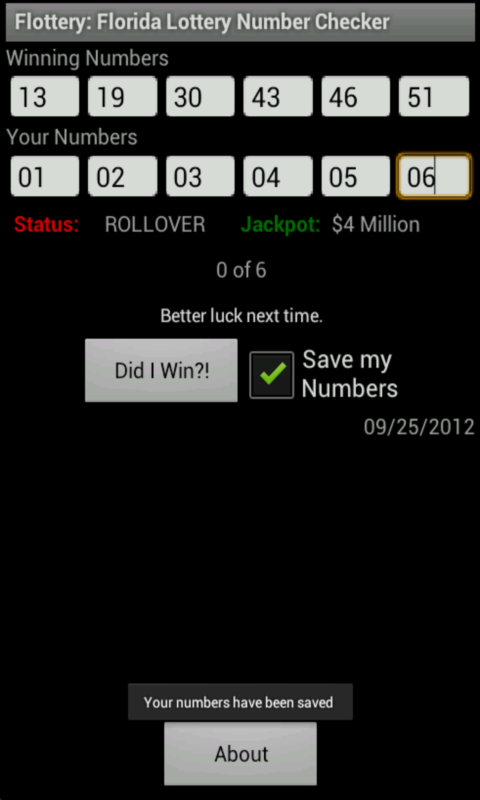 Flottery: Florida Lottery Number Checker
Winning Numbers
13 19 30 43 46 51
Your Numbers
01 02 03 04 05 06
Status: ROLLOVER Jackpot: $4 Million
0 of 6
Better luck next time.
Did I Win?!
Save my
Numbers
09/25/2012
Your numbers have been saved
About